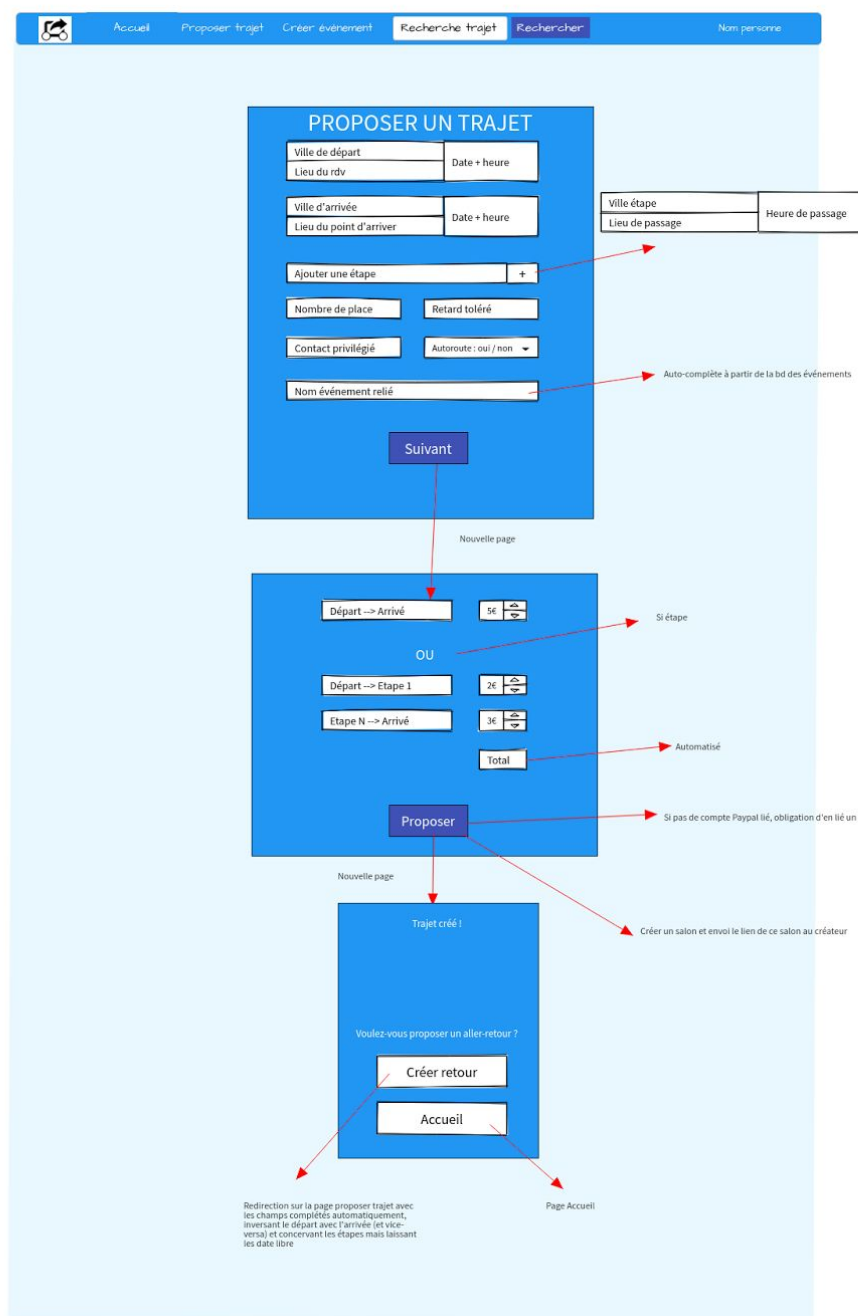 Accueil
Proposer trajet
Créer évènement
Recherche trajet
Rechercher
Nom personne
PROPOSER UN TRAJET
Ville de départ
Lieu du rdv
Date + heure
Ville d'arrivée
Lieu du point d'arriver
Date + heure
Ville étape
Lieu de passage
Heure de passage
Ajouter une étape
+
Nombre de place
Retard toléré
Contact privilégié
Autoroute : oui / non
Auto-complète à partir de la bd des événements
Nom événement relié
Suivant
Nouvelle page
Départ --> Arrivé
5€
Si étape
OU
Départ --> Etape 1
2€
Etape N --> Arrivé
3€
Total
Automatisé
Proposer
Si pas de compte Paypal lié, obligation d'en lié un
Nouvelle page
Trajet créé !
Créer un salon et envoi le lien de ce salon au créateur
Voulez-vous proposer un aller-retour ?
Créer retour
Accueil
Redirection sur la page proposer trajet avec
les champs complétés automatiquement,
inversant le départ avec l'arrivée (et vice-
versa) et concervant les étapes mais laissant
les date libre
Page Accueil